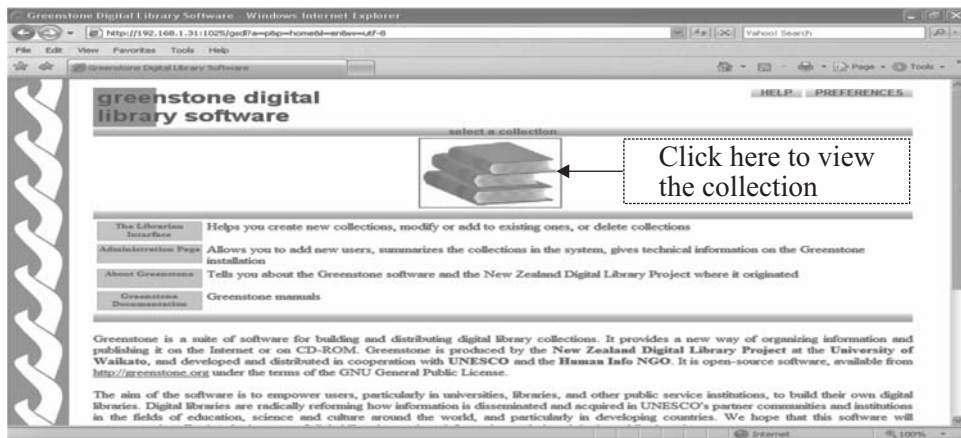 Greenstone Digital Library Software - Windows Internet Explorer
http://192.168.1.31:1025/gsdl?a=p&p=home&l=en&w=utf-8
Yahoo! Search
File Edit View Favorites Tools Help
Greenstone Digital Library Software
Page Tools
HELP PREFERENCES
greenstone digital
library software
select a collection
Click here to view
the collection
The Librarian
Interface
Helps you create new collections, modify or add to existing ones, or delete collections
Administration Page
Allows you to add new users, summarizes the collections in the system, gives technical information on the Greenstone
installation
About Greenstone
Tells you about the Greenstone software and the New Zealand Digital Library Project where it originated
Greenstone
Documentation
Greenstone manuals
Greenstone is a suite of software for building and distributing digital library collections. It provides a new way of organizing information and
publishing it on the Internet or on CD-ROM. Greenstone is produced by the New Zealand Digital Library Project at the University of
Waikato, and developed and distributed in cooperation with UNESCO and the Human Info NGO. It is open-source software, available from
http://greenstone.org under the terms of the GNU General Public License.
The aim of the software is to empower users, particularly in universities, libraries, and other public service institutions, to build their own digital
libraries. Digital libraries are radically reforming how information is disseminated and acquired in UNESCO's partner communities and institutions
in the fields of education, science and culture around the world, and particularly in developing countries. We hope that this software will
Internet
100%